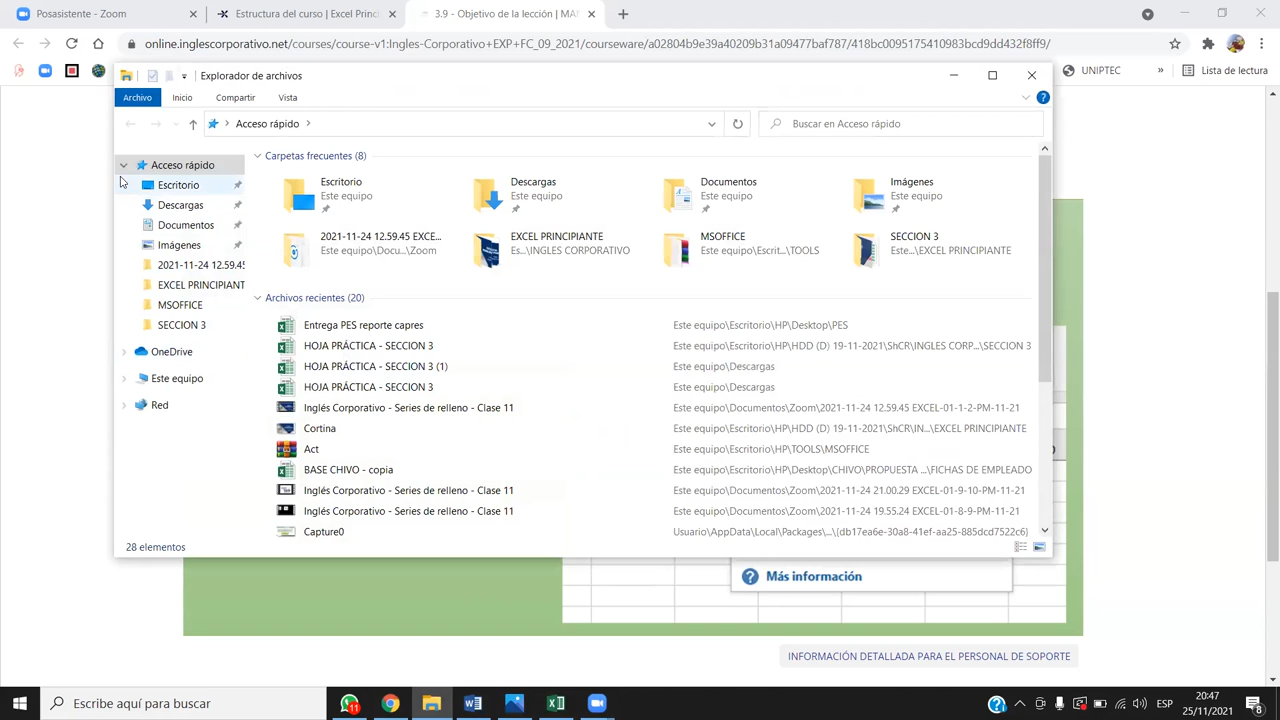 Posasistente - Zoom
Estructura del curso | Excel Princi
3.9 - Objetivo de la lección | MAN
online.inglescorporativo.net/courses/course-v1:Ingles-Corporativo+EXP+FC_09_2021/courseware/a02804b9e39a40209b31a09477baf787/418bc0095175410983bcd9dd432f8ff9/
UNIPTEC
»
Lista de lectura
Explorador de archivos
Archivo
Inicio
Compartir
Vista
Acceso rápido
Buscar en Acceso rápido
Acceso rápido
Escritorio
Descargas
Documentos
Imágenes
2021-11-24 12.59.45
EXCEL PRINCIPIANT
MSOFFICE
SECCION 3
OneDrive
Este equipo
Red
Carpetas frecuentes (8)
Escritorio
Este equipo
Descargas
Este equipo
Documentos
Este equipo
Imágenes
Este equipo
2021-11-24 12.59.45 EXCE...
Este equipo\Docu...\Zoom
EXCEL PRINCIPIANTE
Es...\INGLES CORPORATIVO
MSOFFICE
Este equipo\Escrit...\TOOLS
SECCION 3
Este...\EXCEL PRINCIPIANTE
Archivos recientes (20)
Entrega PES reporte capres Este equipo\Escritorio\HP\Desktop\PES
HOJA PRÁCTICA - SECCION 3 Este equipo\Escritorio\HP\HDD (D) 19-11-2021\ShCR\INGLES CORP...\SECCION 3
HOJA PRÁCTICA - SECCION 3 (1) Este equipo\Descargas
HOJA PRÁCTICA - SECCION 3 Este equipo\Descargas
Inglés Corporativo - Series de relleno - Clase 11 Este equipo\Documentos\Zoom\2021-11-24 12.59.45 EXCEL-01-1-2-PM-11-21
Cortina Este equipo\Escritorio\HP\HDD (D) 19-11-2021\ShCR\IN...\EXCEL PRINCIPIANTE
Act Este equipo\Escritorio\HP\TOOLS\MSOFFICE
BASE CHIVO - copia Este equipo\Escritorio\HP\Desktop\CHIVO\PROPUESTA ...\FICHAS DE EMPLEADO
Inglés Corporativo - Series de relleno - Clase 11 Este equipo\Documentos\Zoom\2021-11-24 21.00.29 EXCEL-01-9-10-PM-11-21
Inglés Corporativo - Series de relleno - Clase 11 Este equipo\Documentos\Zoom\2021-11-24 19.55.24 EXCEL-01-8-9-PM-11-21
Capture0 Usuario\AppData\Local\Packages\...\{db17ea6e-30a8-41ef-aa25-885dcd7522c6}
28 elementos
Más información
INFORMACIÓN DETALLADA PARA EL PERSONAL DE SOPORTE
Escribe aquí para buscar
11
ESP
20:47
25/11/2021
8